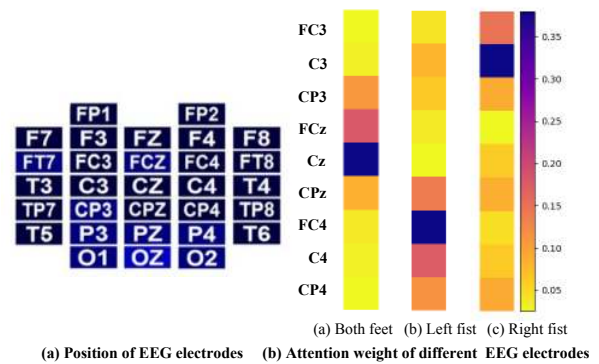 FP1 FP2
F7 F3 FZ F4 F8
FT7 FC3 FCZ FC4 FT8
T3 C3 CZ C4 T4
TP7 CP3 CPZ CP4 TP8
T5 P3 PZ P4 T6
O1 OZ O2
(a) Position of EEG electrodes
FC3
C3
CP3
FCz
Cz
CPz
FC4
C4
CP4
(a) Both feet (b) Left fist (c) Right fist
0.35
0.30
0.25
0.20
0.15
0.10
0.05
(b) Attention weight of different EEG electrodes